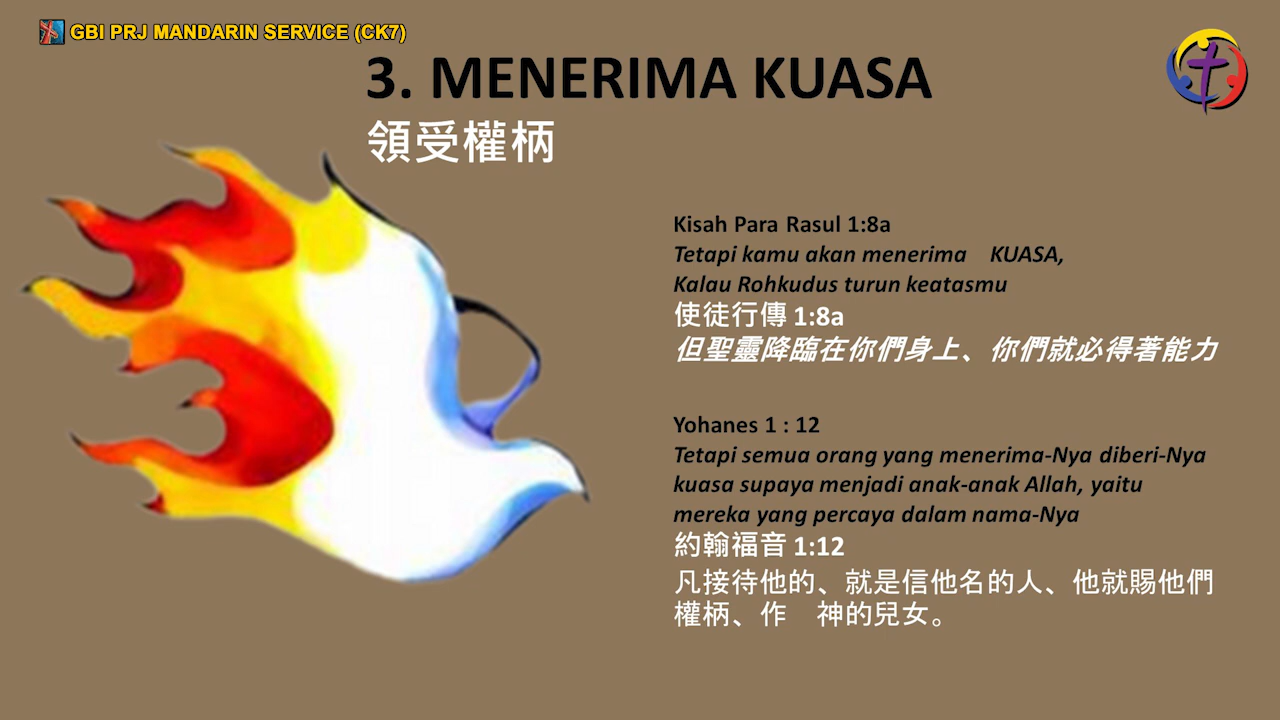 GBI PRJ MANDARIN SERVICE (CK7)
3. MENERIMA KUASA
領受權柄
Kisah Para Rasul 1:8a
Tetapi kamu akan menerima KUASA,
Kalau Rohkudus turun keatasmu
使徒行傳 1:8a
但聖靈降臨在你們身上、你們就必得著能力
Yohanes 1 : 12
Tetapi semua orang yang menerima-Nya diberi-Nya
kuasa supaya menjadi anak-anak Allah, yaitu
mereka yang percaya dalam nama-Nya
約翰福音 1:12
凡接待他的、就是信他名的人、他就賜他們
權柄、作　神的兒女。